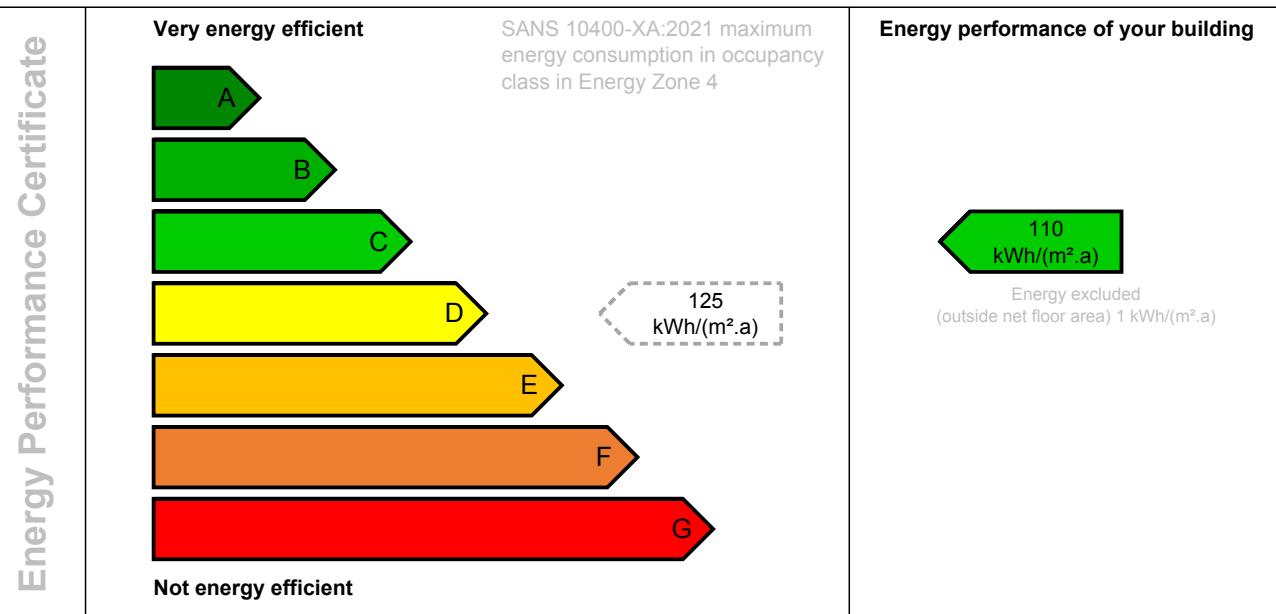 Energy Performance Certificate
Very energy efficient
SANS 10400-XA:2021 maximum
energy consumption in occupancy
class in Energy Zone 4
A
B
C
D
E
F
G
125
kWh/(m².a)
Not energy efficient
Energy performance of your building
110
kWh/(m².a)
Energy excluded
(outside net floor area) 1 kWh/(m².a)